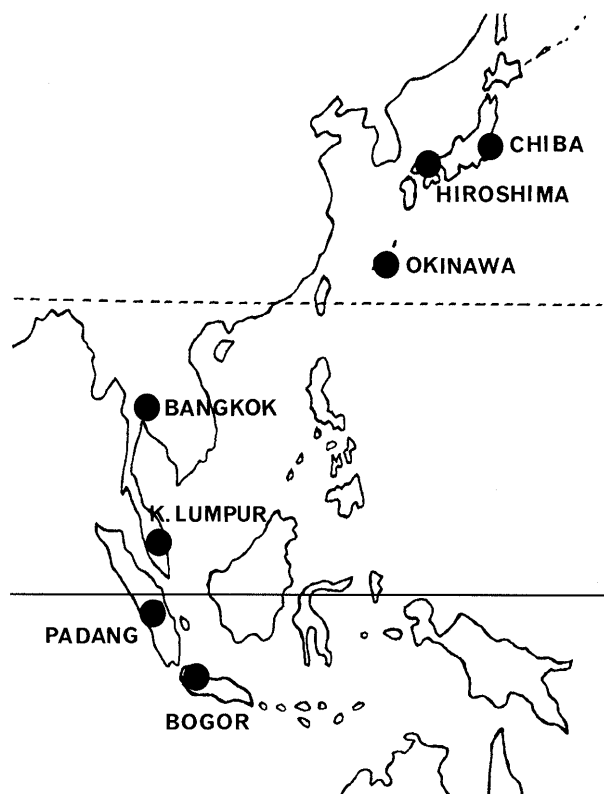 CHIBA
HIROSHIMA
OKINAWA
BANGKOK
K. LUMPUR
PADANG
BOGOR